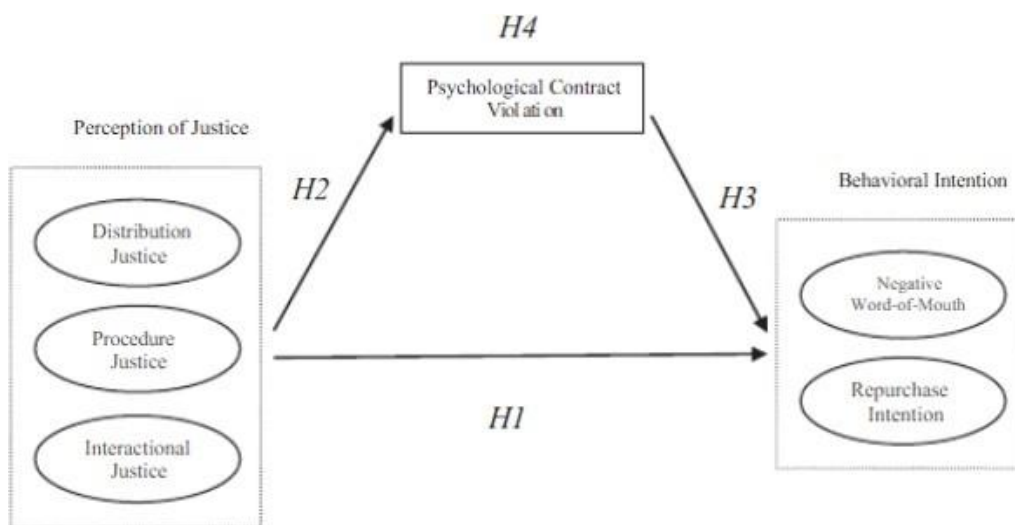 H4
Psychological Contract
Violation
Perception of Justice
H2
H3
Behavioral Intention
Distribution
Justice
Procedure
Justice
Interactional
Justice
Negative
Word-of-Mouth
Repurchase
Intention
H1